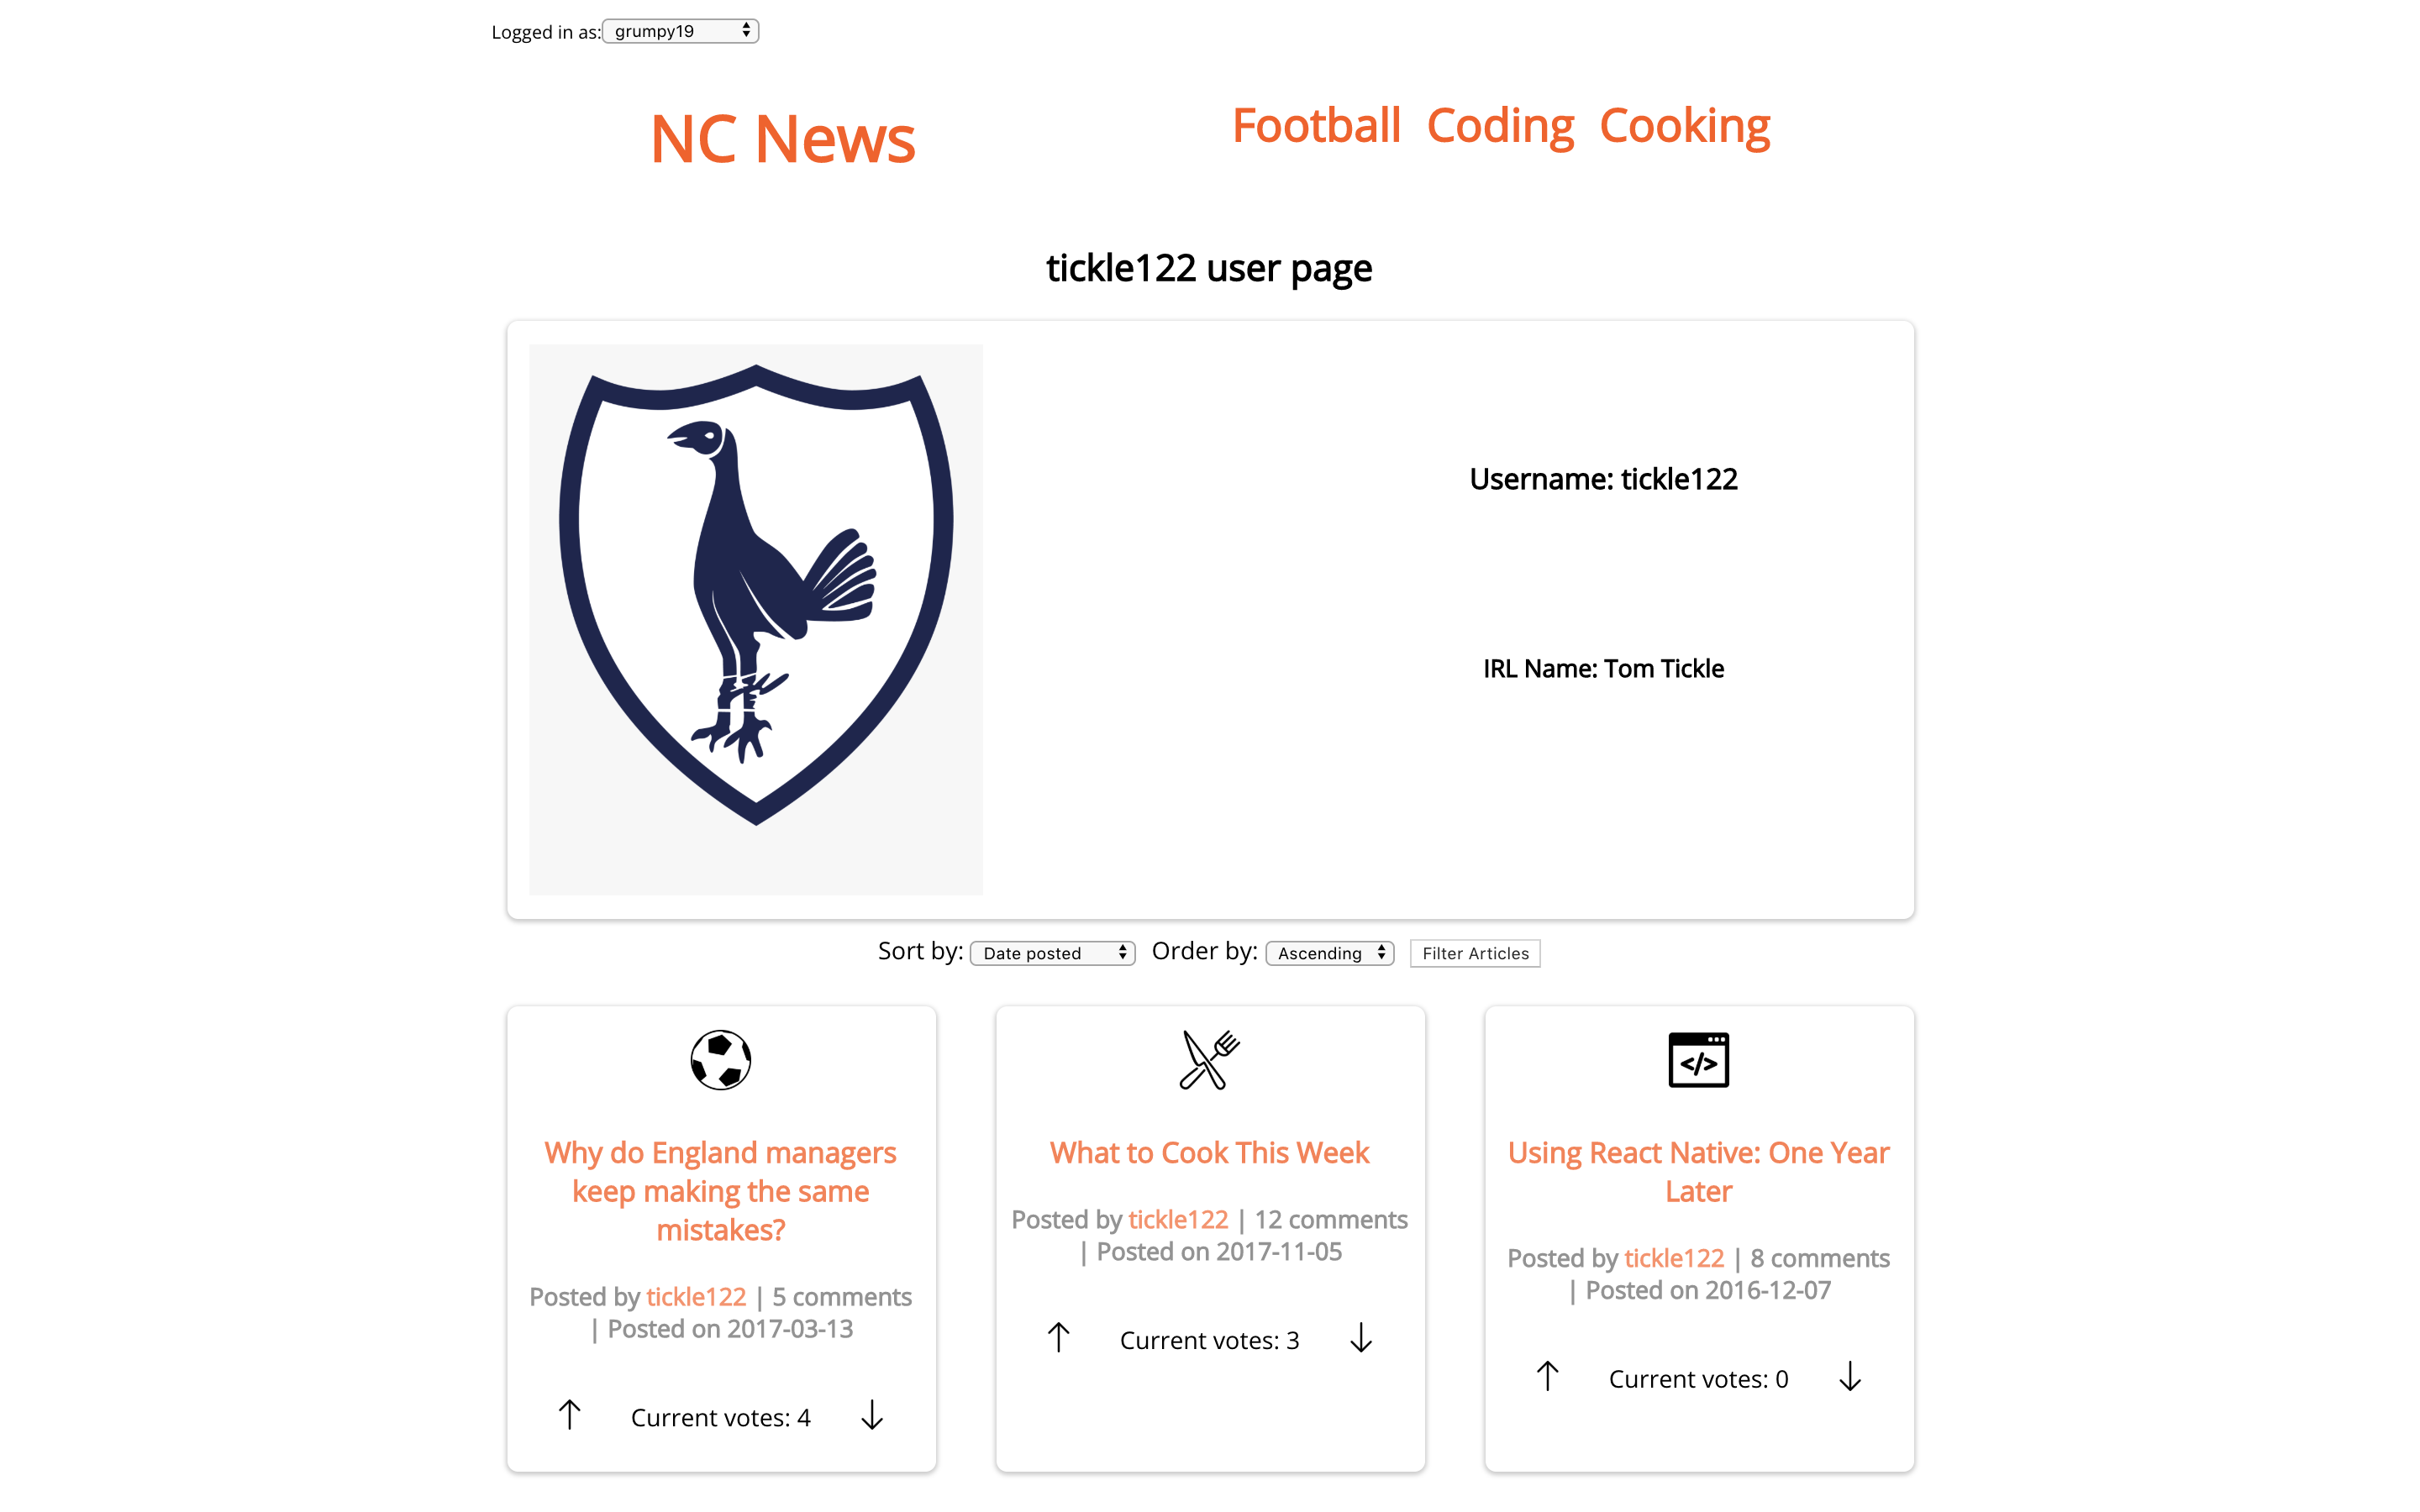 Logged in as: grumpy19
NC News
Football Coding Cooking
tickle122 user page
Username: tickle122
IRL Name: Tom Tickle
Sort by: Date posted Order by: Ascending Filter Articles
</>
Why do England managers
keep making the same
mistakes?
Posted by tickle122 | 5 comments
| Posted on 2017-03-13
Current votes: 4
What to Cook This Week
Posted by tickle122 | 12 comments
| Posted on 2017-11-05
Current votes: 3
Using React Native: One Year
Later
Posted by tickle122 | 8 comments
| Posted on 2016-12-07
Current votes: 0